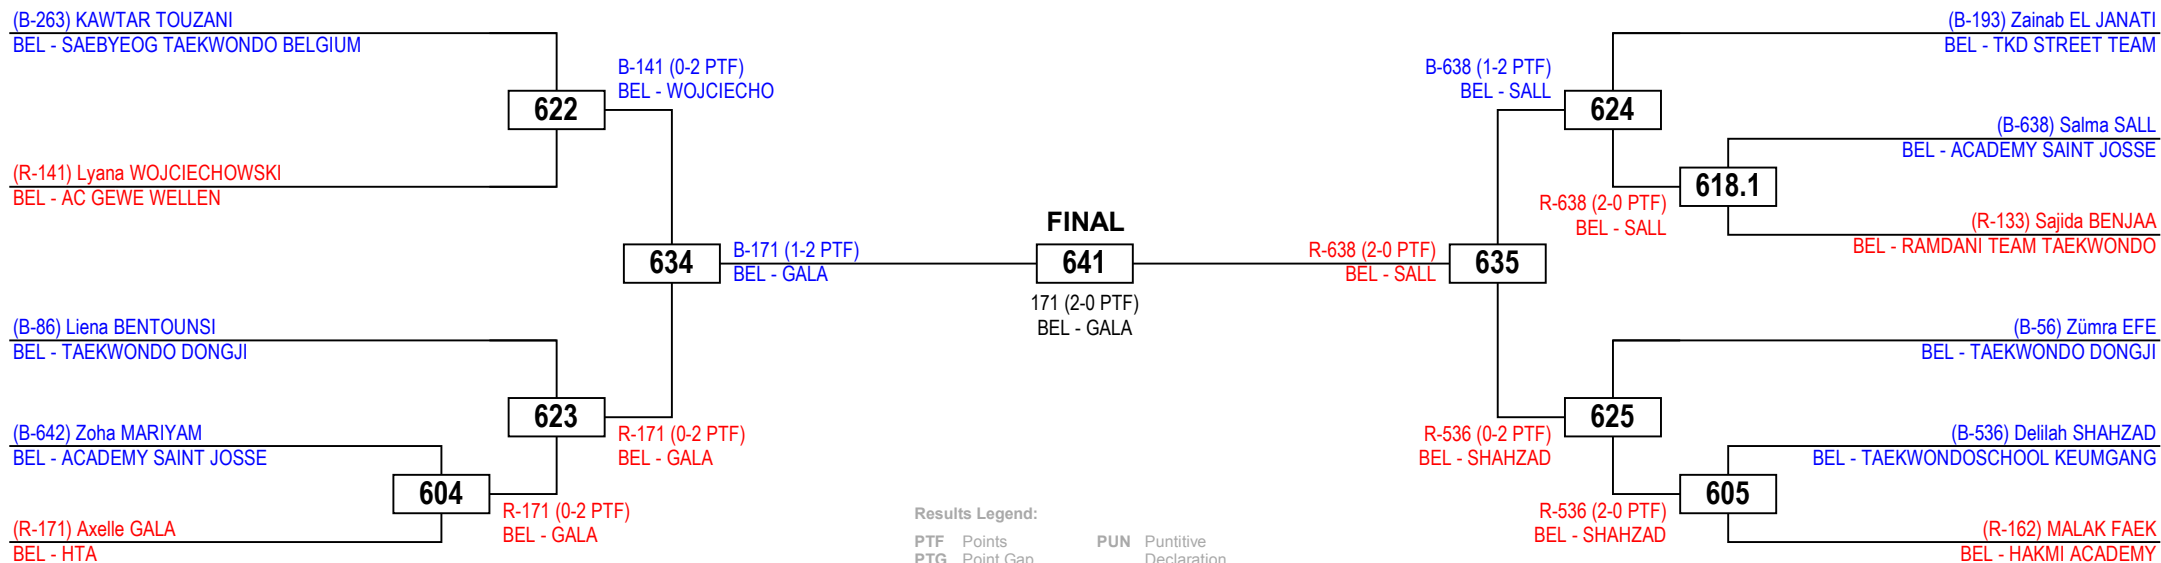 (B-263) KAWTAR TOUZANI
BEL - SAEBYEOG TAEKWONDO BELGIUM
622
B-141 (0-2 PTF)
BEL - WOJCIECHO
(R-141) Lyana WOJCIECHOWSKI
BEL - AC GEWE WELLEN
634
B-171 (1-2 PTF)
BEL - GALA
(B-86) Liena BENTOUNSI
BEL - TAEKWONDO DONGJI
623
R-171 (0-2 PTF)
BEL - GALA
(B-642) Zoha MARIYAM
BEL - ACADEMY SAINT JOSSE
604
R-171 (0-2 PTF)
BEL - GALA
(R-171) Axelle GALA
BEL - HTA
FINAL
641
171 (2-0 PTF)
BEL - GALA
(B-193) Zainab EL JANATI
BEL - TKD STREET TEAM
B-638 (1-2 PTF)
BEL - SALL
624
(B-638) Salma SALL
BEL - ACADEMY SAINT JOSSE
618.1
R-638 (2-0 PTF)
BEL - SALL
(R-133) Sajida BENJAA
BEL - RAMDANI TEAM TAEKWONDO
R-638 (2-0 PTF)
BEL - SALL
635
(B-56) Zümra EFE
BEL - TAEKWONDO DONGJI
625
R-536 (0-2 PTF)
BEL - SHAHZAD
(B-536) Delilah SHAHZAD
BEL - TAEKWONDOSCHOOL KEUMGANG
605
R-536 (2-0 PTF)
BEL - SHAHZAD
(R-162) MALAK FAEK
BEL - HAKMI ACADEMY
Results Legend:
PTF Points
PTG Point Gap
PUN Puntitive
Declaration